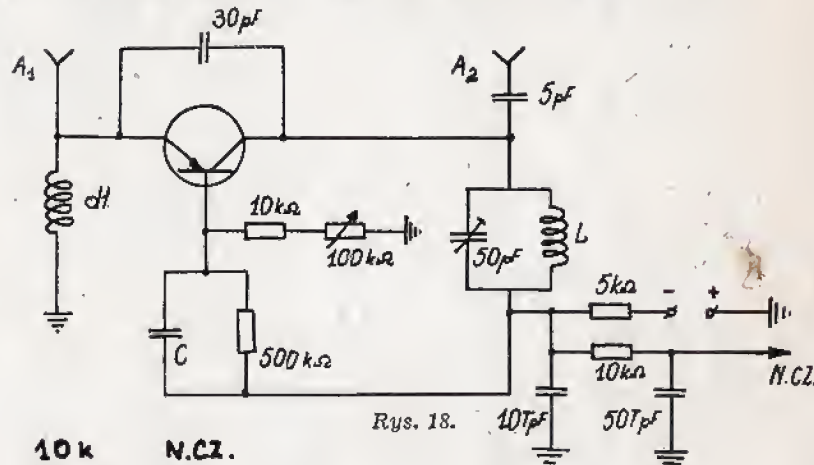 30pF
A1
A2
5pF
dł.
10kΩ
100kΩ
50pF
L
5kΩ
- +
C
500kΩ
10kΩ
N.CZ.
Rys. 18.
10TpF
50TpF
10k N.CZ.